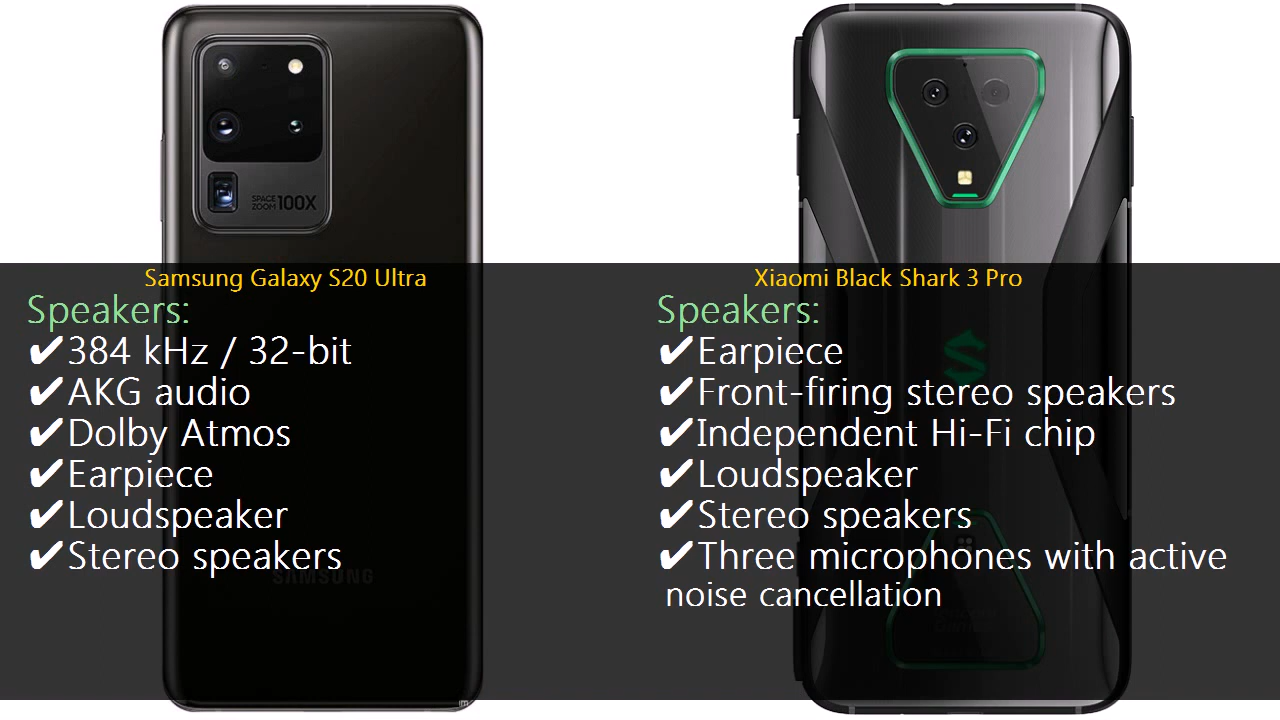 SPACE
ZOOM 100X
Samsung Galaxy S20 Ultra
Speakers:
✔384 kHz / 32-bit
✔AKG audio
✔Dolby Atmos
✔Earpiece
✔Loudspeaker
✔Stereo speakers
SAMSUNG
Xiaomi Black Shark 3 Pro
Speakers:
✔Earpiece
✔Front-firing stereo speakers
✔Independent Hi-Fi chip
✔Loudspeaker
✔Stereo speakers
✔Three microphones with active
noise cancellation